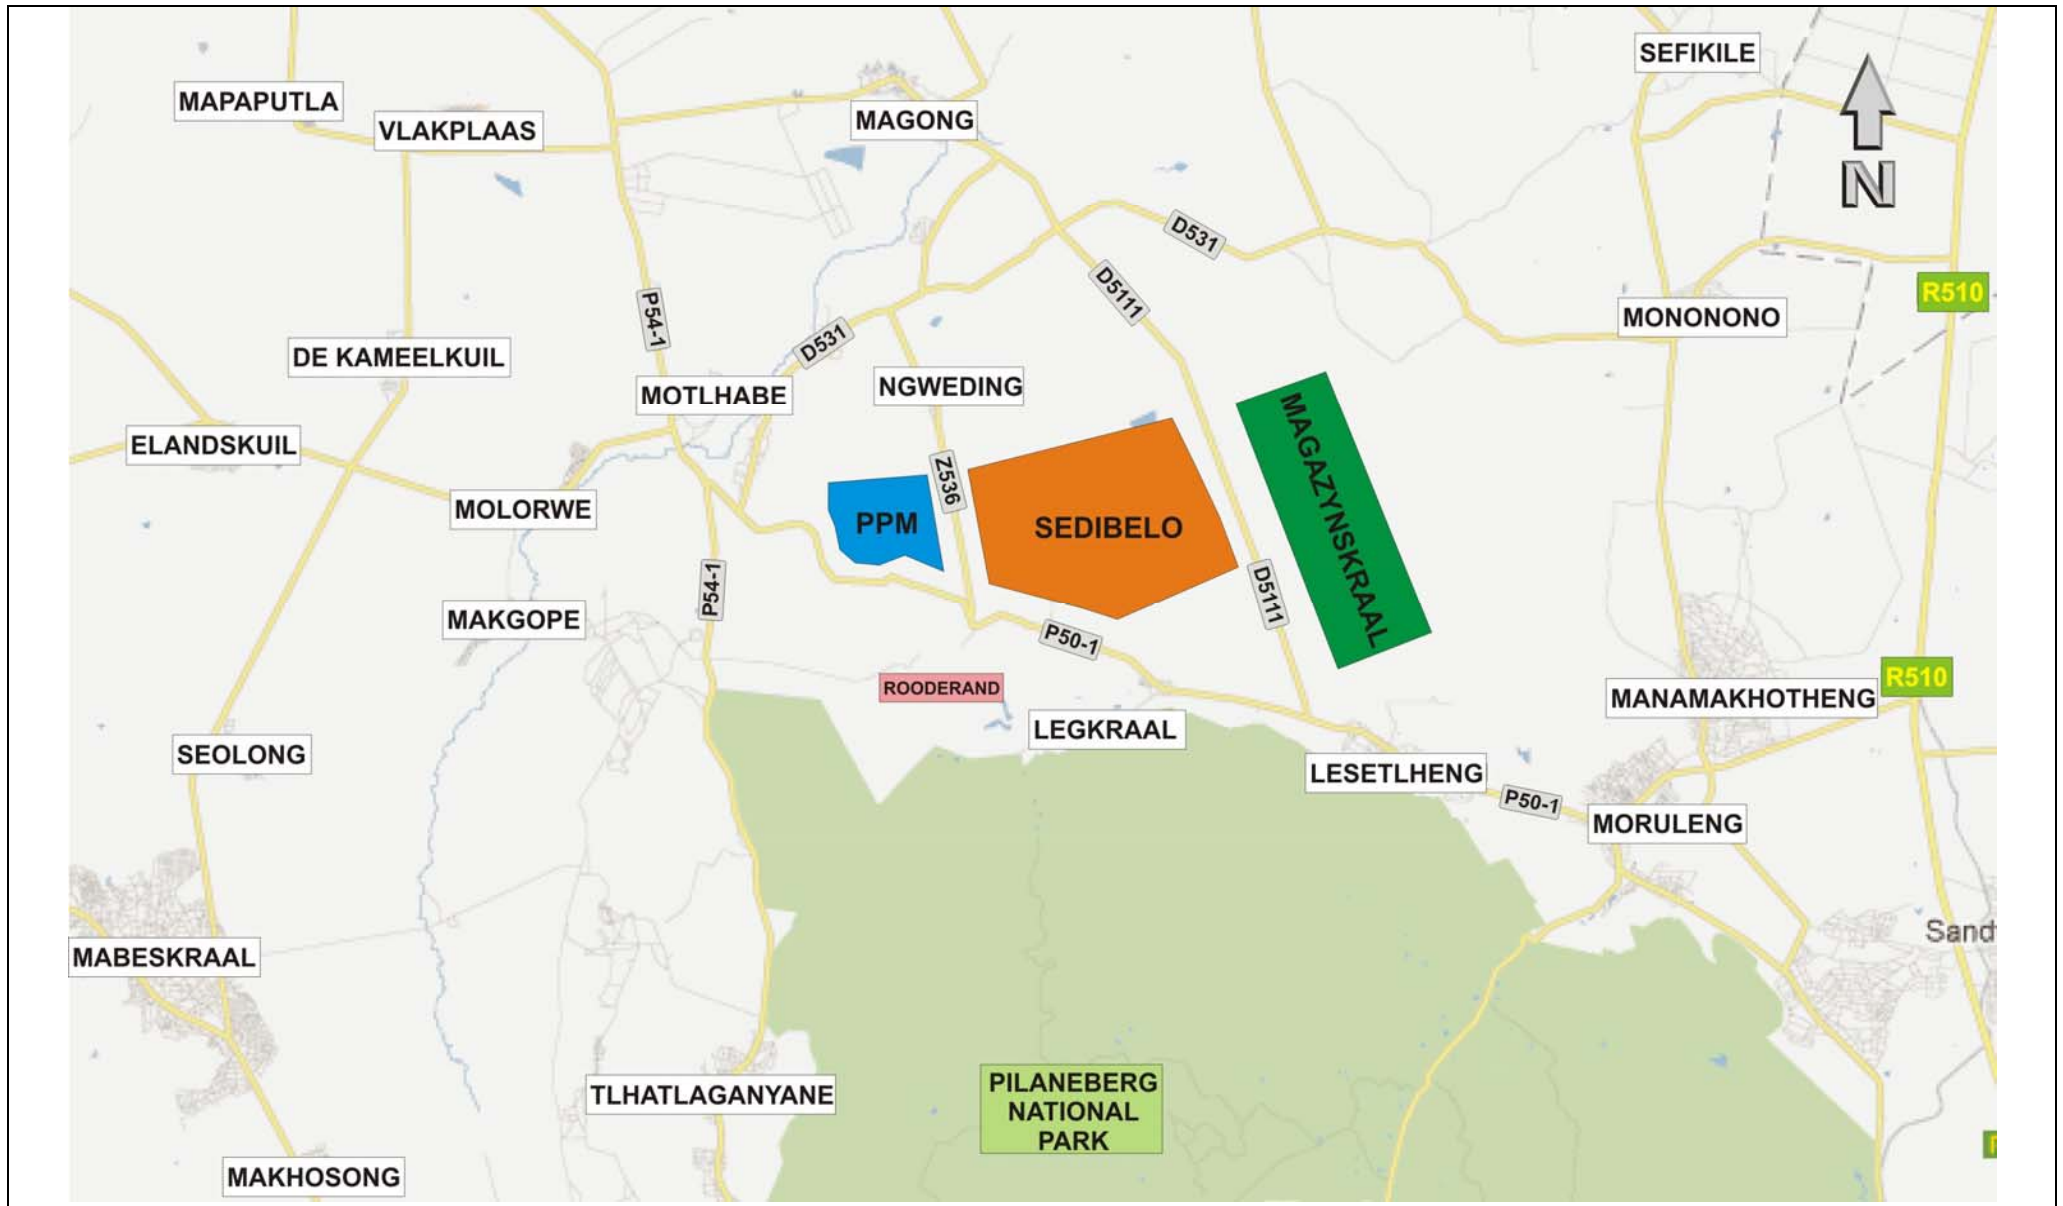 SEFIKILE
MAPAPUTLA
VLAKPLAAS
MAGONG
N
D531
R510
D5111
P54-1
MONONONO
D531
DE KAMEELKUIL
MOTLHABE
NGWEDING
MAGAZYNSKRAAL
ELANDSKUIL
Z536
MOLORWE
PPM
SEDIBELO
P54-1
D5111
MAKGOPE
P50-1
R510
ROODERAND
MANAMAKHOTHENG
LEGKRAAL
SEOLONG
LESETLHENG
P50-1
MORULENG
Sand
MABESKRAAL
TLHATLAGANYANE
PILANEBERG
NATIONAL
PARK
MAKHOSONG